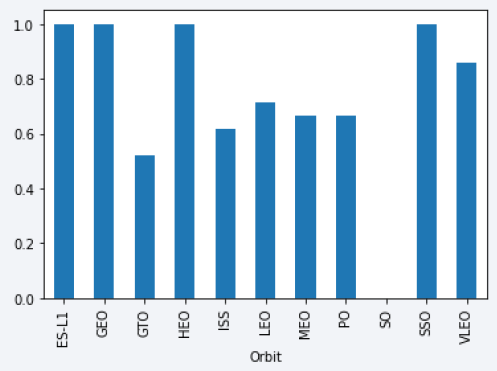 1.0
0.8
0.6
0.4
0.2
0.0
ES-L1
GEO
GTO
HEO
ISS
LEO
MEO
PO
SO
SSO
VLEO
Orbit